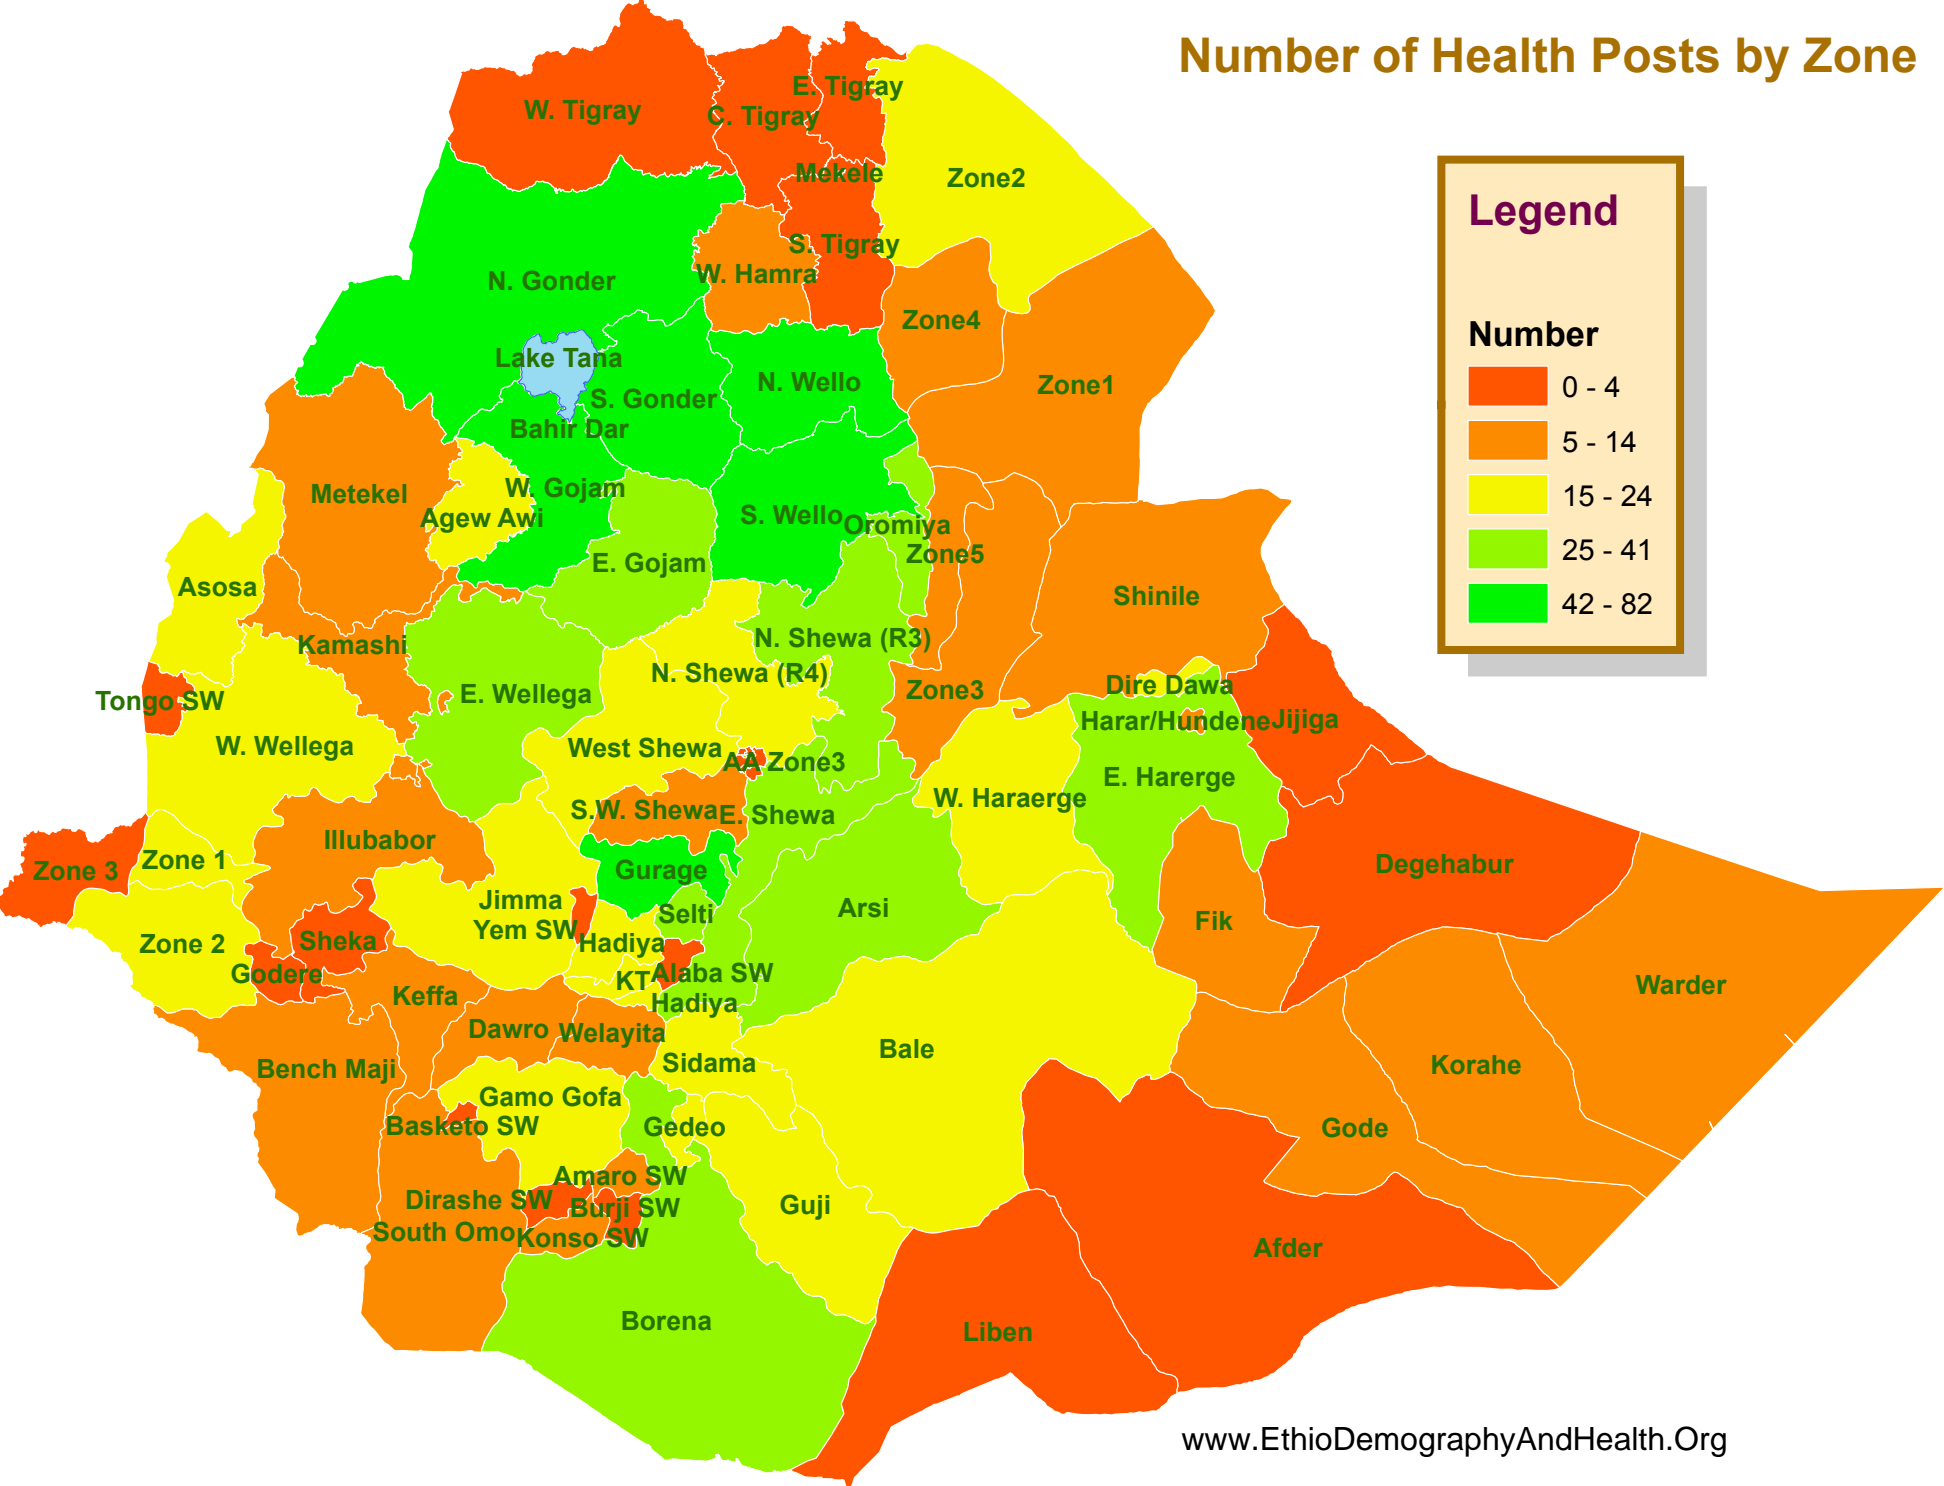 Number of Health Posts by Zone
Legend
Number
0 - 4
5 - 14
15 - 24
25 - 41
42 - 82
W. Tigray
C. Tigray
E. Tigray
Mekele
Zone2
S. Tigray
W. Hamra
N. Gonder
Zone4
Lake Tana
N. Wello
Zone1
S. Gonder
Bahir Dar
Metekel
W. Gojam
Agew Awi
S. Wello
Oromiya
Zone5
E. Gojam
Asosa
Shinile
Kamashi
N. Shewa (R3)
N. Shewa (R4)
Tongo SW
E. Wellega
Zone3
Dire Dawa
Harar/Hundene
Jijiga
W. Wellega
West Shewa
AA Zone3
E. Harerge
W. Haraerge
S.W. Shewa
E. Shewa
Illubabor
Zone 1
Zone 3
Gurage
Degehabur
Jimma
Yem SW
Selti
Arsi
Fik
Zone 2
Sheka
Hadiya
Godere
KT
Alaba SW
Keffa
Hadiya
Warder
Dawro
Welayita
Bale
Bench Maji
Sidama
Korahe
Gamo Gofa
Basketo SW
Gedeo
Gode
Amaro SW
Dirashe SW
Burji SW
Guji
South Omo
Konso SW
Afder
Borena
Liben
www.EthioDemographyAndHealth.Org